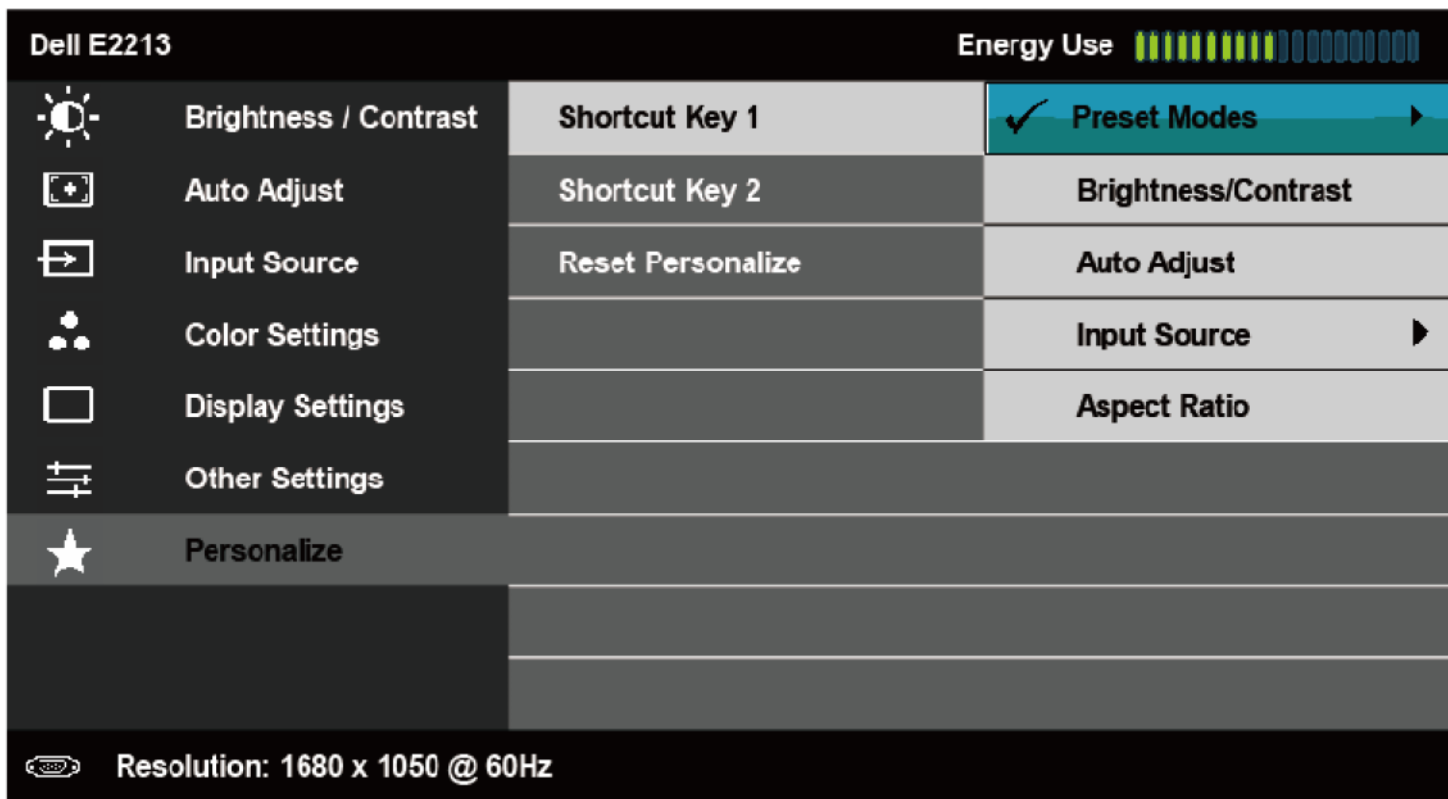 Dell E2213 Energy Use
Brightness / Contrast Shortcut Key 1 Preset Modes
Auto Adjust Shortcut Key 2 Brightness/Contrast
Input Source Reset Personalize Auto Adjust
Color Settings Input Source
Display Settings Aspect Ratio
Other Settings
Personalize
Resolution: 1680 x 1050 @ 60Hz